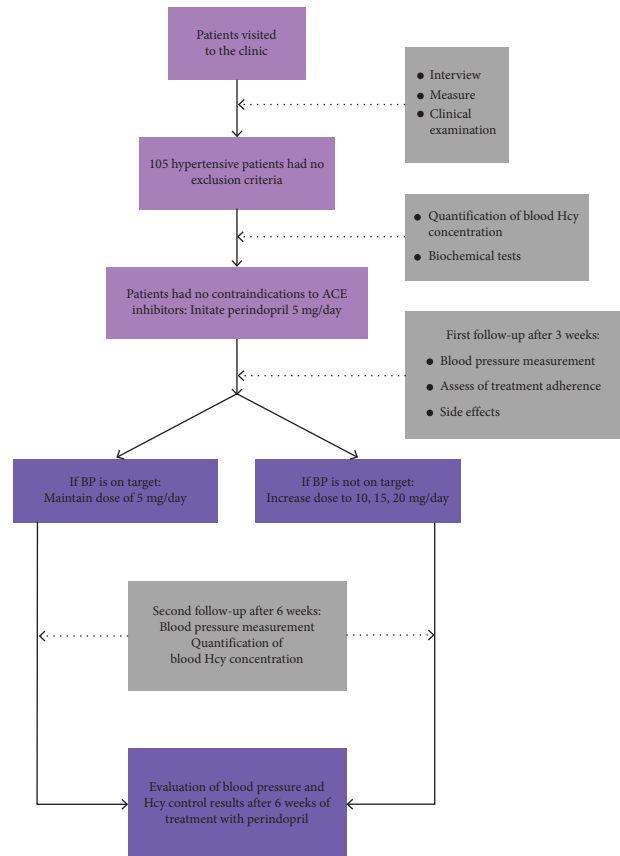 Patients visited
to the clinic
● Interview
● Measure
● Clinical
examination
105 hypertensive patients had no
exclusion criteria
● Quantification of blood Hcy
concentration
● Biochemical tests
Patients had no contraindications to ACE
inhibitors: Initate perindopril 5 mg/day
First follow-up after 3 weeks:
● Blood pressure measurement
● Assess of treatment adherence
● Side effects
If BP is on target:
Maintain dose of 5 mg/day
If BP is not on target:
Increase dose to 10, 15, 20 mg/day
Second follow-up after 6 weeks:
Blood pressure measurement
Quantification of
blood Hcy concentration
Evaluation of blood pressure and
Hcy control results after 6 weeks of
treatment with perindopril